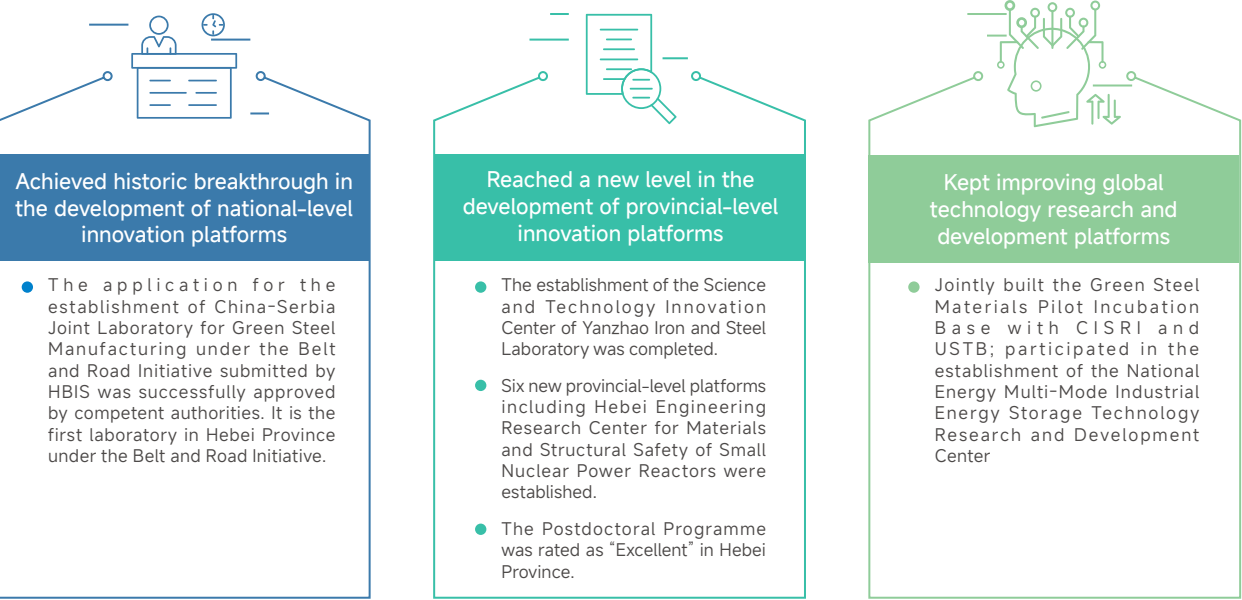 Achieved historic breakthrough in
the development of national-level
innovation platforms
The application for the
establishment of China-Serbia
Joint Laboratory for Green Steel
Manufacturing under the Belt
and Road Initiative submitted by
HBIS was successfully approved
by competent authorities. It is the
first laboratory in Hebei Province
under the Belt and Road Initiative.
Reached a new level in the
development of provincial-level
innovation platforms
The establishment of the Science
and Technology Innovation
Center of Yanzhao Iron and Steel
Laboratory was completed.
Six new provincial-level platforms
including Hebei Engineering
Research Center for Materials
and Structural Safety of Small
Nuclear Power Reactors were
established.
The Postdoctoral Programme
was rated as “Excellent” in Hebei
Province.
Kept improving global
technology research and
development platforms
Jointly built the Green Steel
Materials Pilot Incubation
Base with CISRI and
USTB; participated in the
establishment of the National
Energy Multi-Mode Industrial
Energy Storage Technology
Research and Development
Center